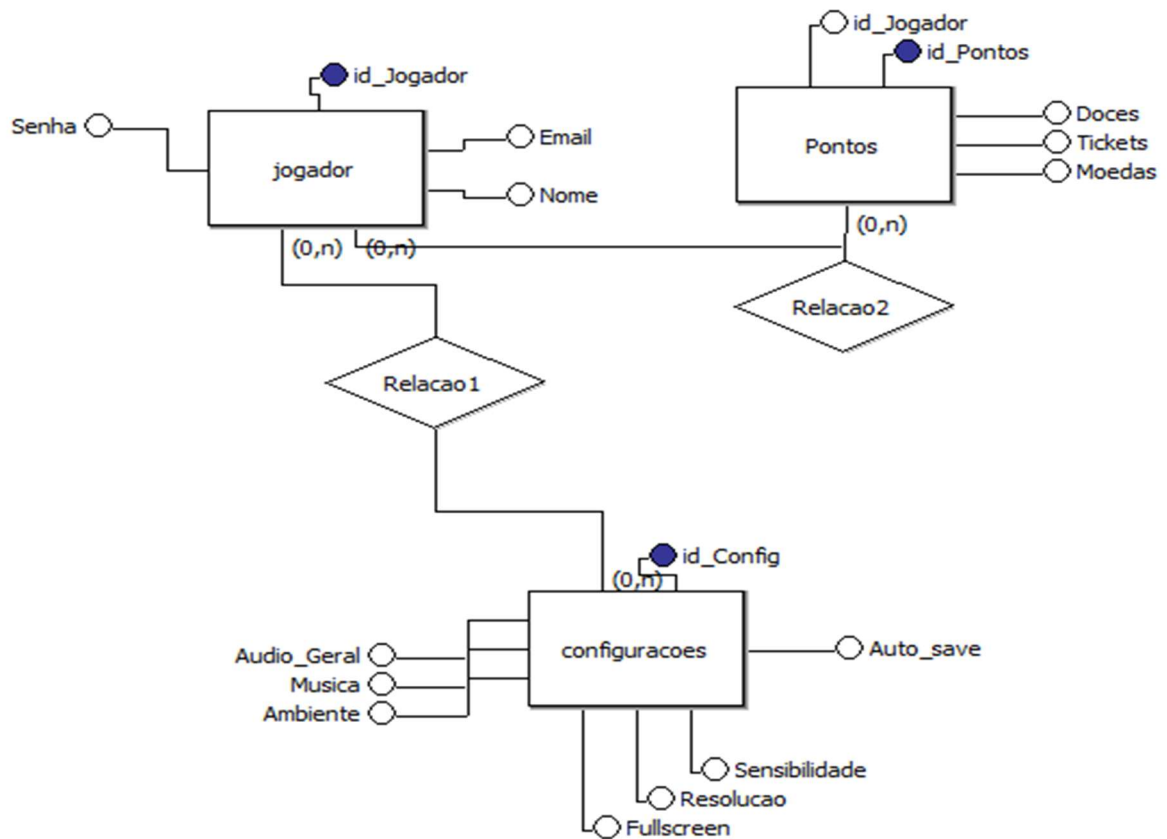 id_Jogador
id_Pontos
id_Jogador
Senha
Email
Nome
jogador
Pontos
Doces
Tickets
Moedas
(0,n)
(0,n)
(0,n)
Relacao2
Relacao1
id_Config
(0,n)
configuracoes
Auto_save
Audio_Geral
Musica
Ambiente
Sensibilidade
Resolucao
Fullscreen